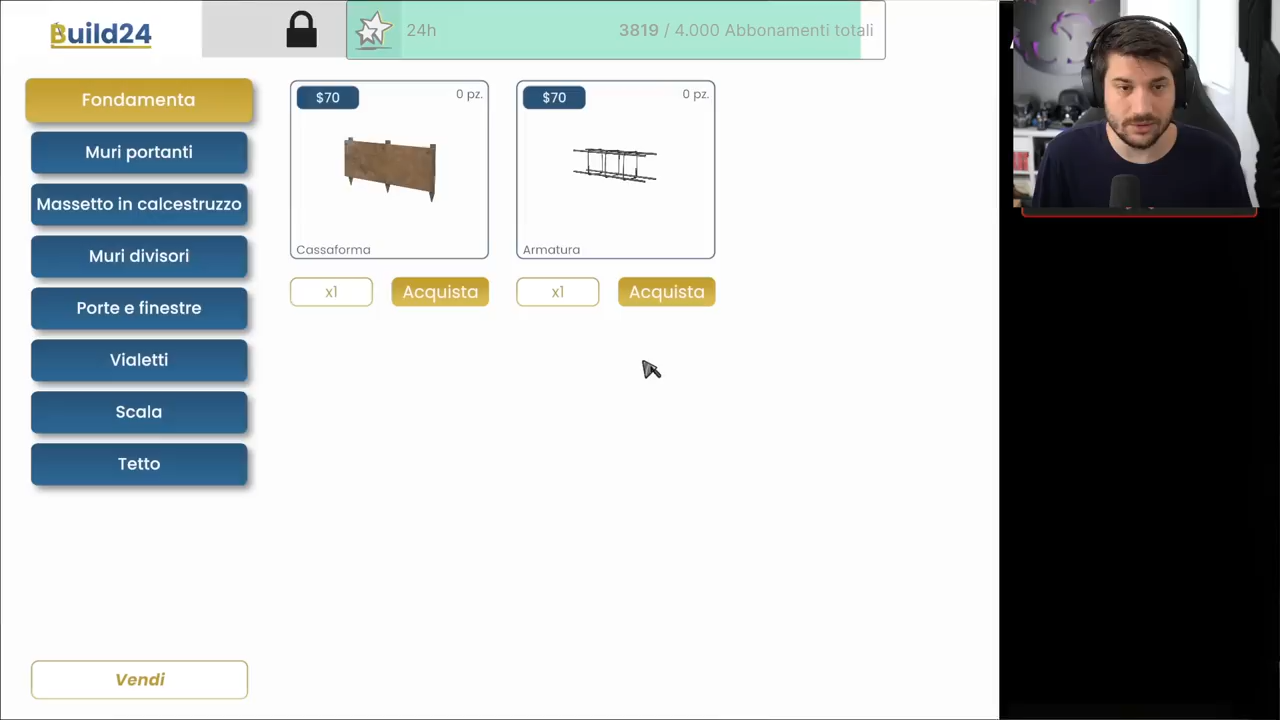 Build24
24h
3819 / 4.000 Abbonamenti totali
Fondamenta
Muri portanti
Massetto in calcestruzzo
Muri divisori
Porte e finestre
Vialetti
Scala
Tetto
Vendi
$70
0 pz.
Cassaforma
x1
Acquista
$70
0 pz.
Armatura
x1
Acquista